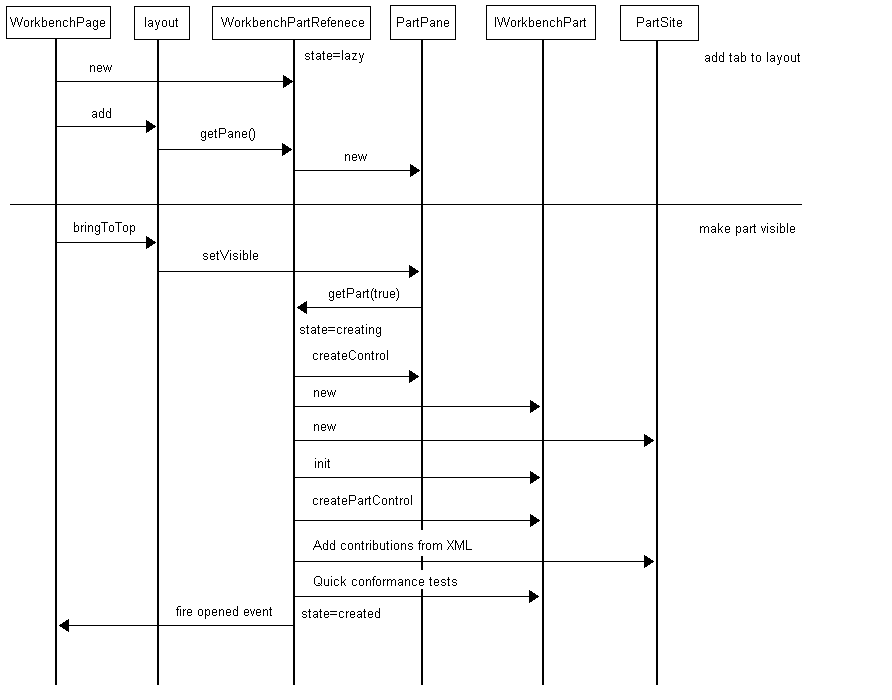 WorkbenchPage layout WorkbenchPartRefenece PartPane IWorkbenchPart PartSite
state=lazy
add tab to layout
new
add
getPane()
new
bringToTop
make part visible
setVisible
getPart(true)
state=creating
createControl
new
new
init
createPartControl
Add contributions from XML
Quick conformance tests
fire opened event
state=created